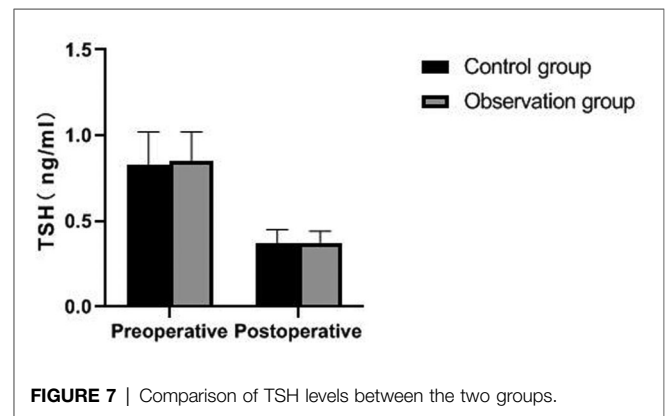 1.5
1.0
0.5
0.0
TSH( ng/ml)
Preoperative Postoperative
Control group
Observation group
FIGURE 7 | Comparison of TSH levels between the two groups.